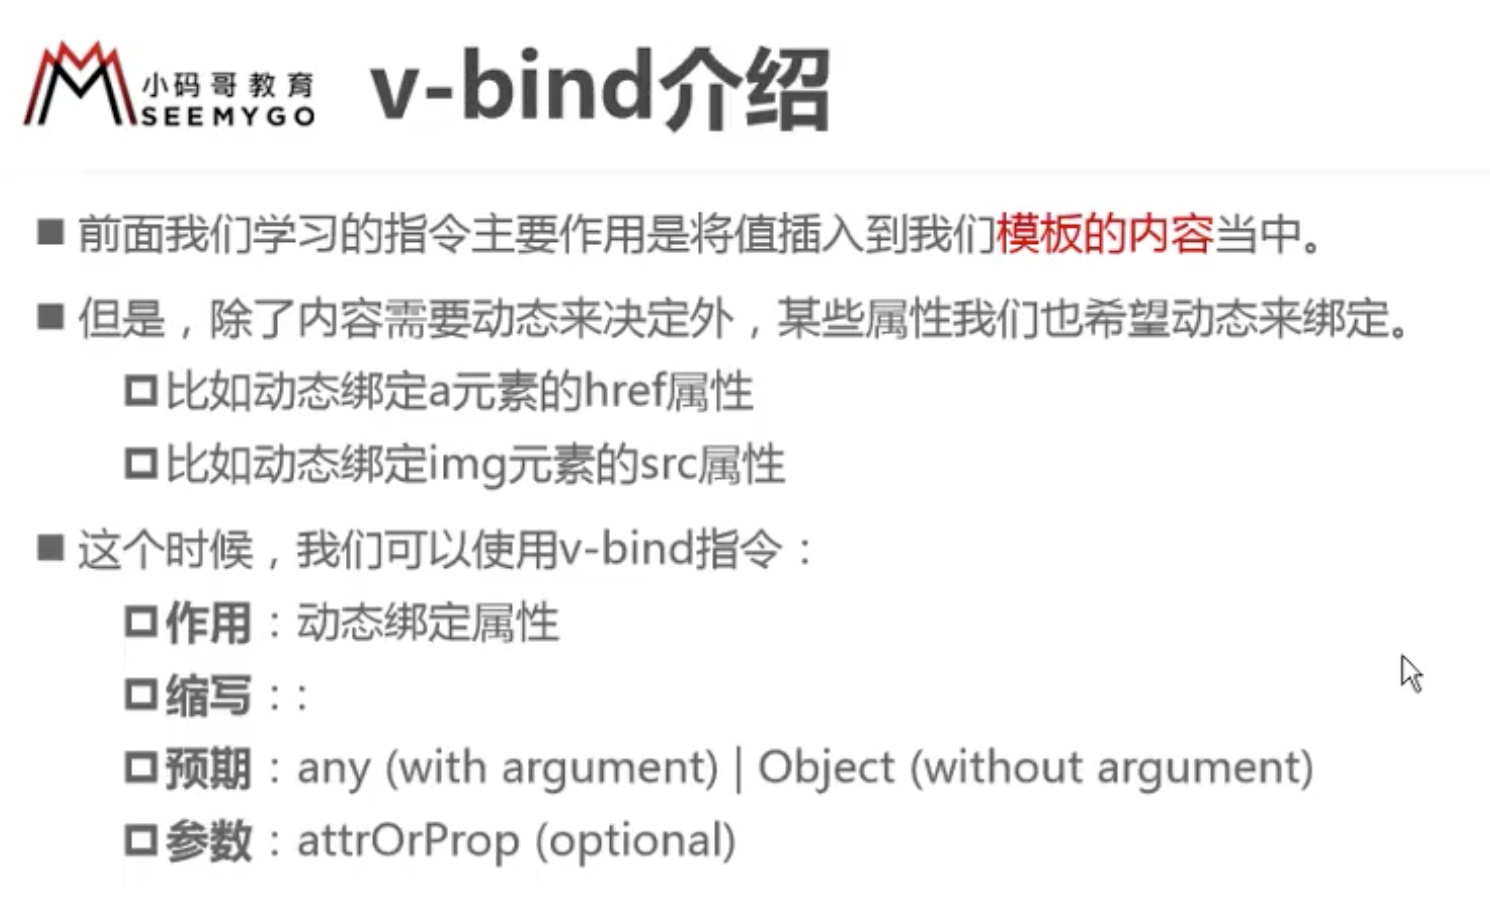 小码哥教育
SEEMYGO
v-bind介绍
前面我们学习的指令主要作用是将值插入到我们模板的内容当中。
但是，除了内容需要动态来决定外，某些属性我们也希望动态来绑定。
比如动态绑定a元素的href属性
比如动态绑定img元素的src属性
这个时候，我们可以使用v-bind指令：
作用：动态绑定属性
缩写：:
预期：any (with argument) | Object (without argument)
参数：attrOrProp (optional)